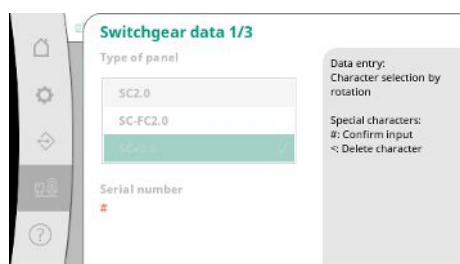 Switchgear data 1/3
Type of panel
SC2.0
SC-FC2.0
Serial number
#
Data entry:
Character selection by
rotation
Special characters:
#: Confirm input
<: Delete character